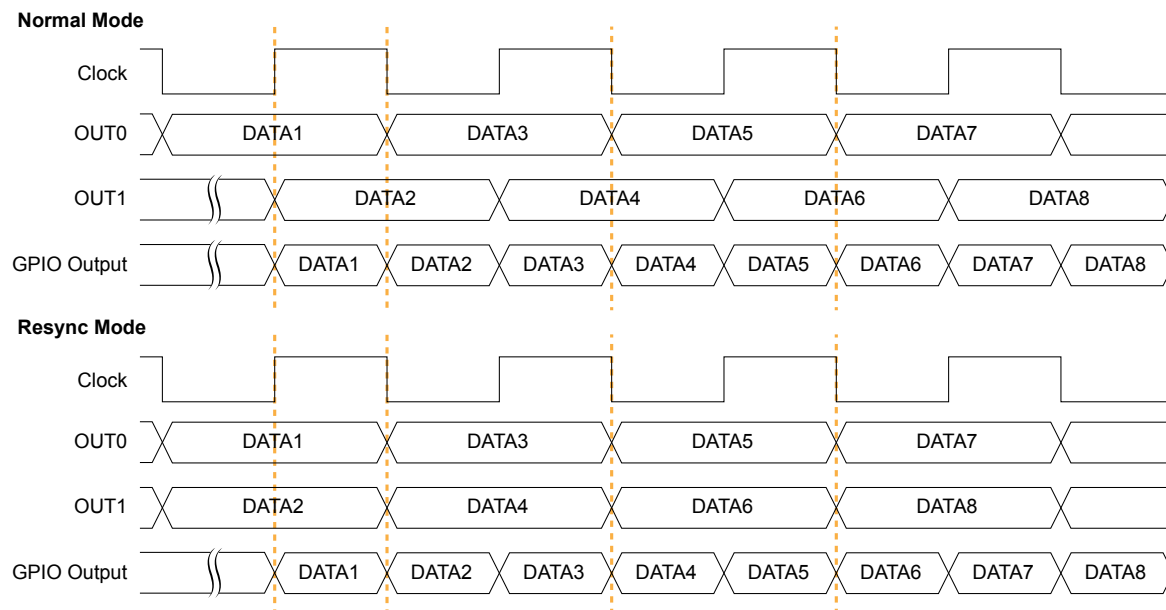 Normal Mode
Clock
OUT0 DATA1 DATA3 DATA5 DATA7
OUT1 DATA2 DATA4 DATA6 DATA8
GPIO Output DATA1 DATA2 DATA3 DATA4 DATA5 DATA6 DATA7 DATA8
Resync Mode
Clock
OUT0 DATA1 DATA3 DATA5 DATA7
OUT1 DATA2 DATA4 DATA6 DATA8
GPIO Output DATA1 DATA2 DATA3 DATA4 DATA5 DATA6 DATA7 DATA8